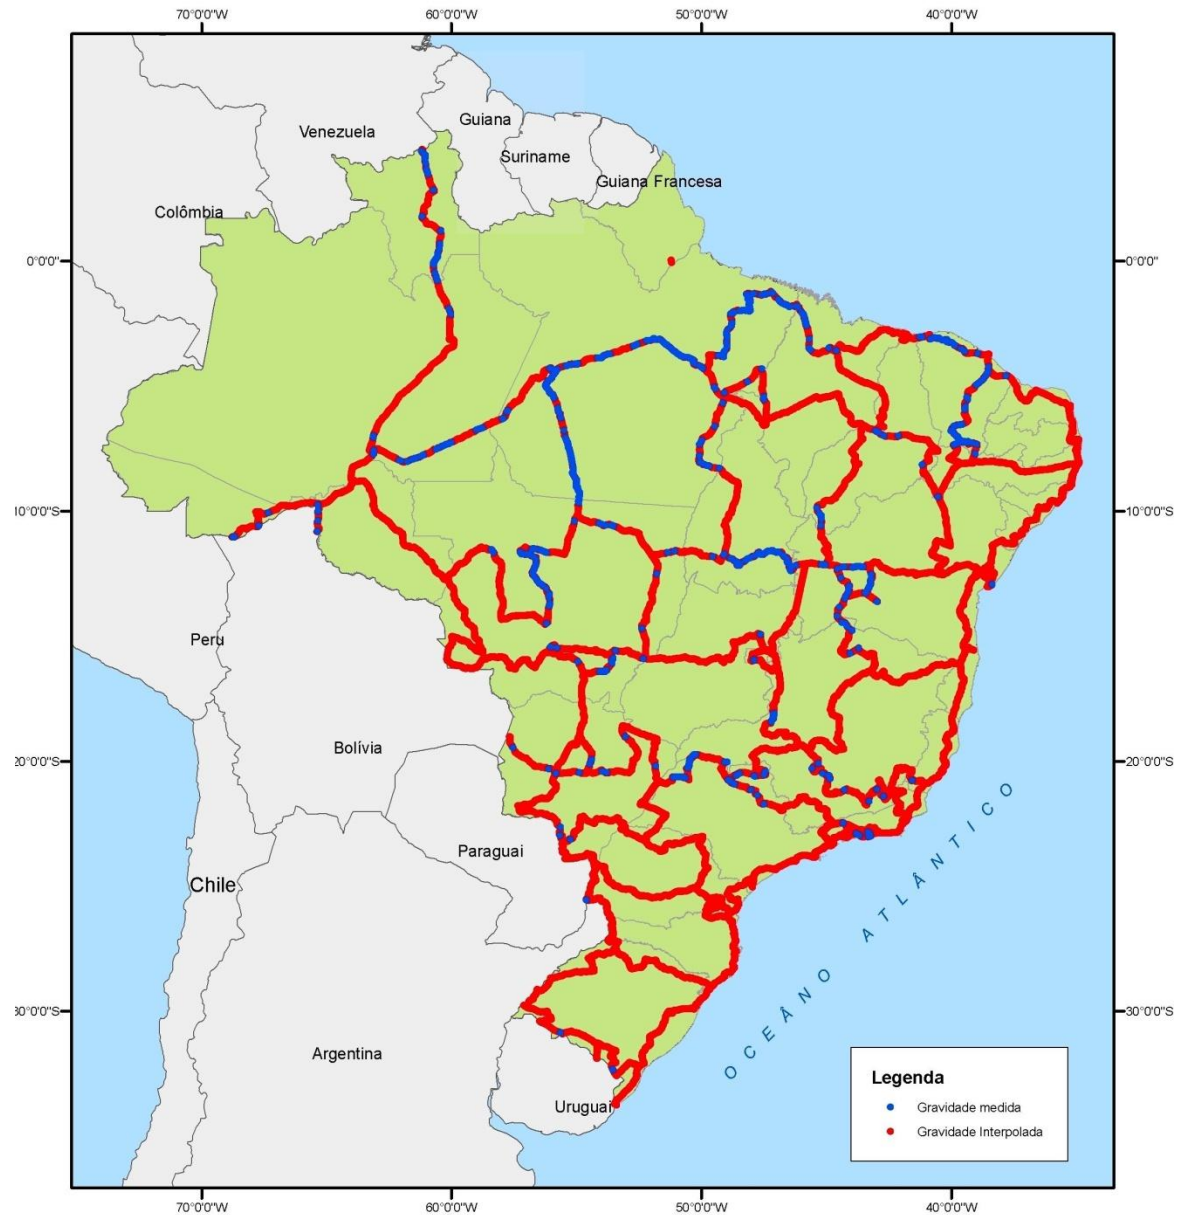 70°0'0"W 60°0'0"W 50°0'0"W 40°0'0"W
Venezuela
Guiana
Suriname
Guiana Francesa
Colômbia
0°0'0" 0°0'0"
10°0'0"S 10°0'0"S
Peru
Bolívia
20°0'0"S 20°0'0"S
Paraguai
Chile
OCEÂNO ATLÂNTICO
30°0'0"S 30°0'0"S
Argentina
Uruguai
Legenda
Gravidade medida
Gravidade Interpolada
70°0'0"W 60°0'0"W 50°0'0"W 40°0'0"W